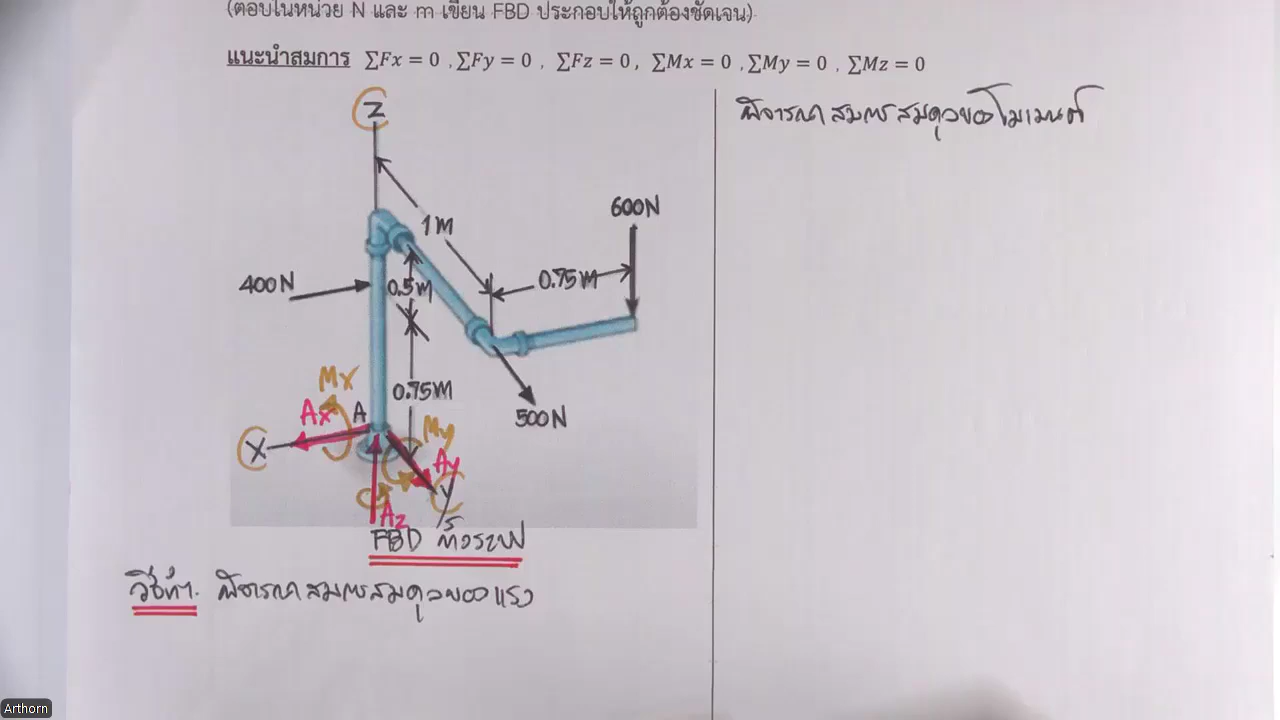 (ตอบในหน่วย N และ m เขียน FBD ประกอบให้ถูกต้องชัดเจน)
แนะนำสมการ ∑Fx = 0 , ∑Fy = 0 , ∑Fz = 0, ∑Mx = 0 , ∑My = 0 , ∑Mz = 0
Z
พิจารณาสมการสมดุลของโมเมนต์
600N
1m
0.75m
400N
0.5m
Mx
0.75m
500N
Ax
A
My
X
Ay
y
Az
FBD ทั้งระบบ
วิธีทำ. พิจารณาสมการสมดุลของแรง
Arthorn